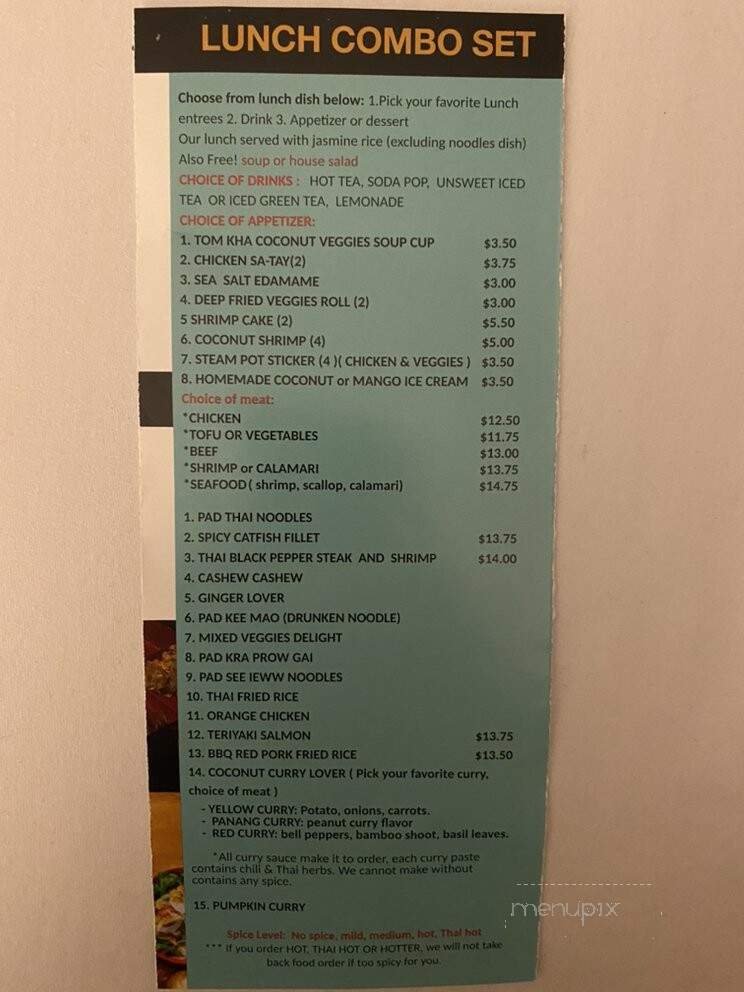 LUNCH COMBO SET
Choose from lunch dish below: 1.Pick your favorite Lunch
entrees 2. Drink 3. Appetizer or dessert
Our lunch served with jasmine rice (excluding noodles dish)
Also Free! soup or house salad
CHOICE OF DRINKS : HOT TEA, SODA POP, UNSWEET ICED
TEA OR ICED GREEN TEA, LEMONADE
CHOICE OF APPETIZER:
1. TOM KHA COCONUT VEGGIES SOUP CUP $3.50
2. CHICKEN SA-TAY(2) $3.75
3. SEA SALT EDAMAME $3.00
4. DEEP FRIED VEGGIES ROLL (2) $3.00
5 SHRIMP CAKE (2) $5.50
6. COCONUT SHRIMP (4) $5.00
7. STEAM POT STICKER (4 )( CHICKEN & VEGGIES ) $3.50
8. HOMEMADE COCONUT or MANGO ICE CREAM $3.50
Choice of meat:
*CHICKEN $12.50
*TOFU OR VEGETABLES $11.75
*BEEF $13.00
*SHRIMP or CALAMARI $13.75
*SEAFOOD( shrimp, scallop, calamari) $14.75
1. PAD THAI NOODLES
2. SPICY CATFISH FILLET $13.75
3. THAI BLACK PEPPER STEAK AND SHRIMP $14.00
4. CASHEW CASHEW
5. GINGER LOVER
6. PAD KEE MAO (DRUNKEN NOODLE)
7. MIXED VEGGIES DELIGHT
8. PAD KRA PROW GAI
9. PAD SEE IEWW NOODLES
10. THAI FRIED RICE
11. ORANGE CHICKEN
12. TERIYAKI SALMON $13.75
13. BBQ RED PORK FRIED RICE $13.50
14. COCONUT CURRY LOVER ( Pick your favorite curry,
choice of meat )
- YELLOW CURRY: Potato, onions, carrots.
- PANANG CURRY: peanut curry flavor
- RED CURRY: bell peppers, bamboo shoot, basil leaves.
*All curry sauce make it to order, each curry paste
contains chili & Thai herbs. We cannot make without
contains any spice.
15. PUMPKIN CURRY
menupix
Spice Level: No spice, mild, medium, hot, Thai hot
*** If you order HOT, THAI HOT OR HOTTER, we will not take
back food order if too spicy for you.